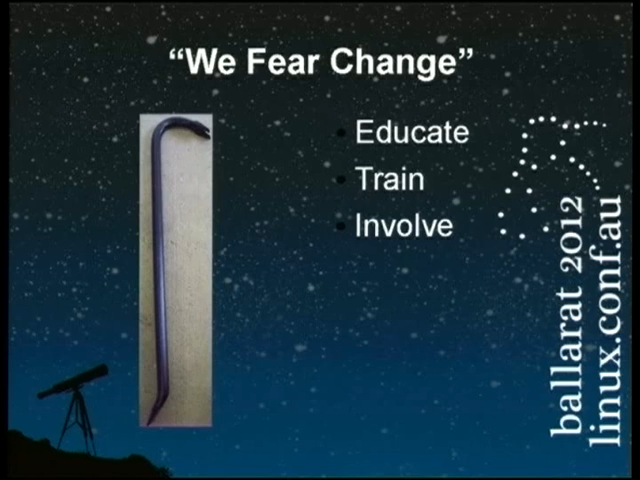 “We Fear Change”
Educate
Train
Involve
ballarat 2012
linux.conf.au